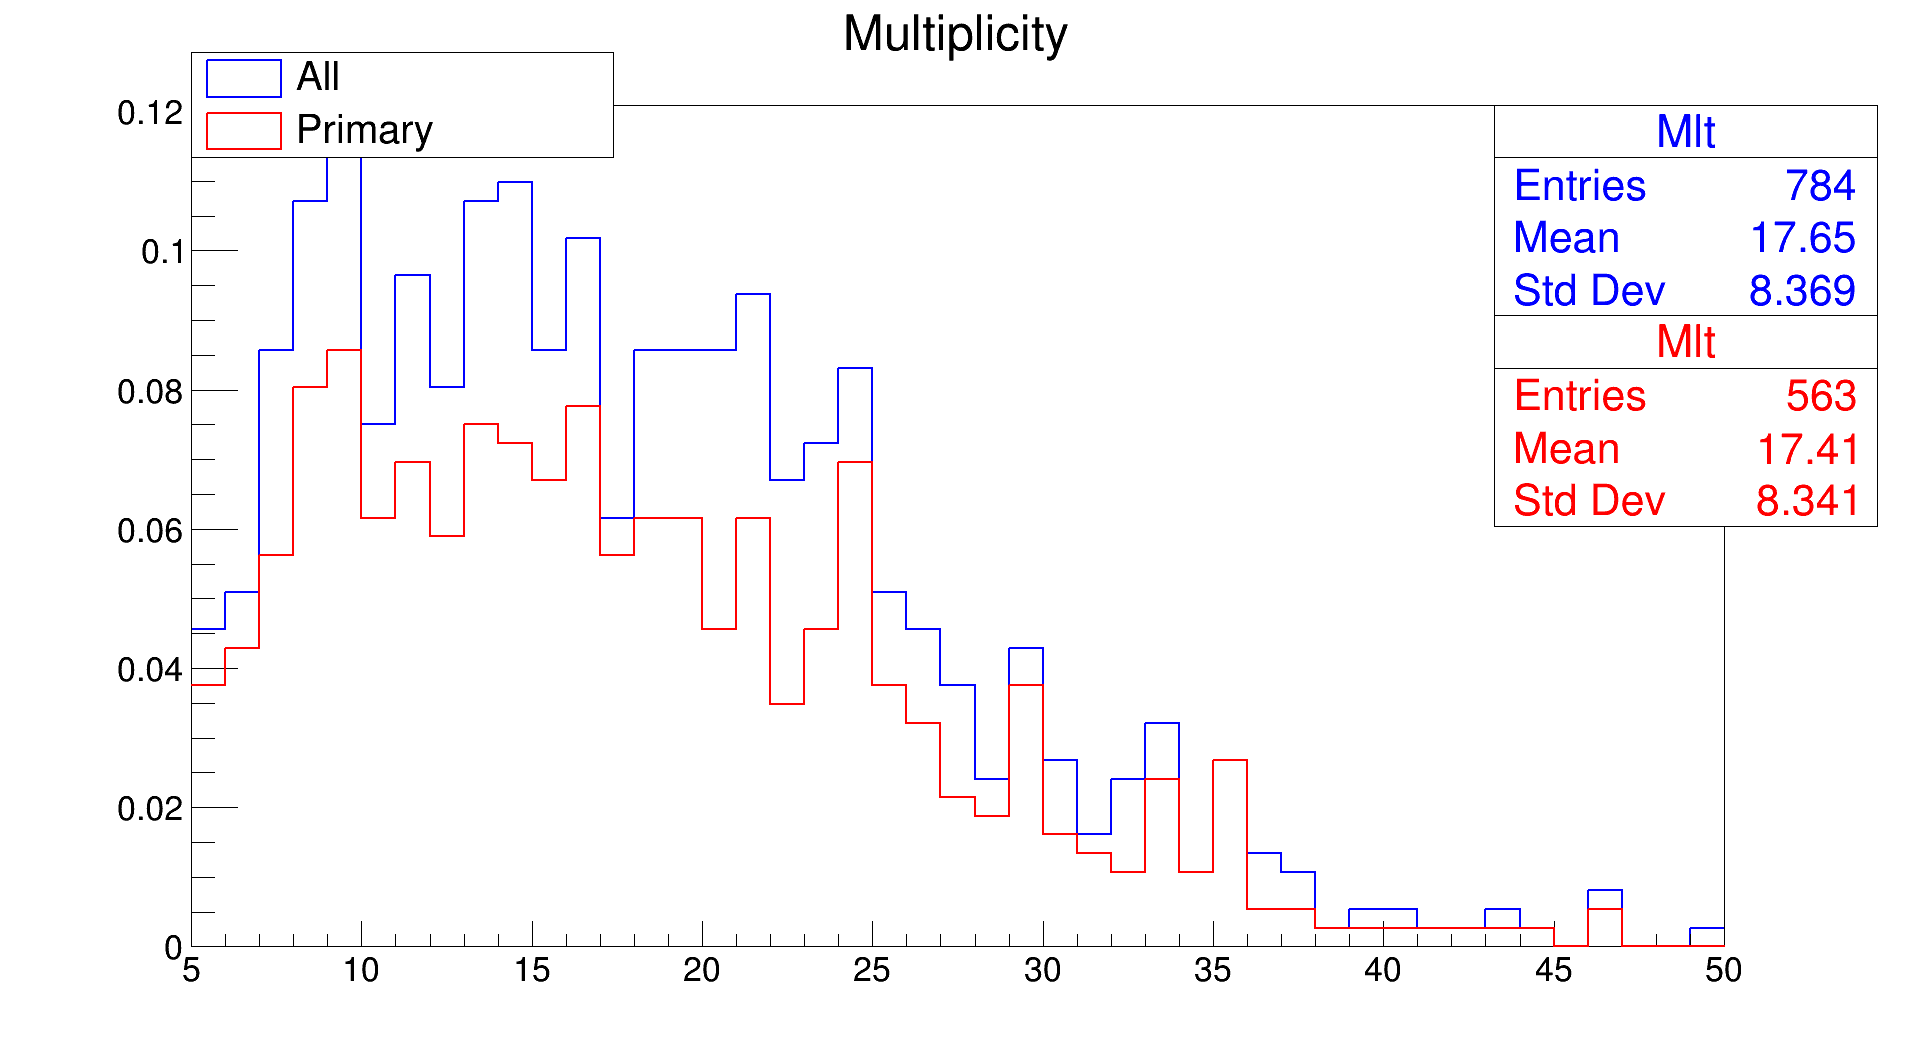 Multiplicity
All
Primary
0.12
0.1
0.08
0.06
0.04
0.02
0
5 10 15 20 25 30 35 40 45 50
Mlt
Entries 784
Mean 17.65
Std Dev 8.369
Mlt
Entries 563
Mean 17.41
Std Dev 8.341